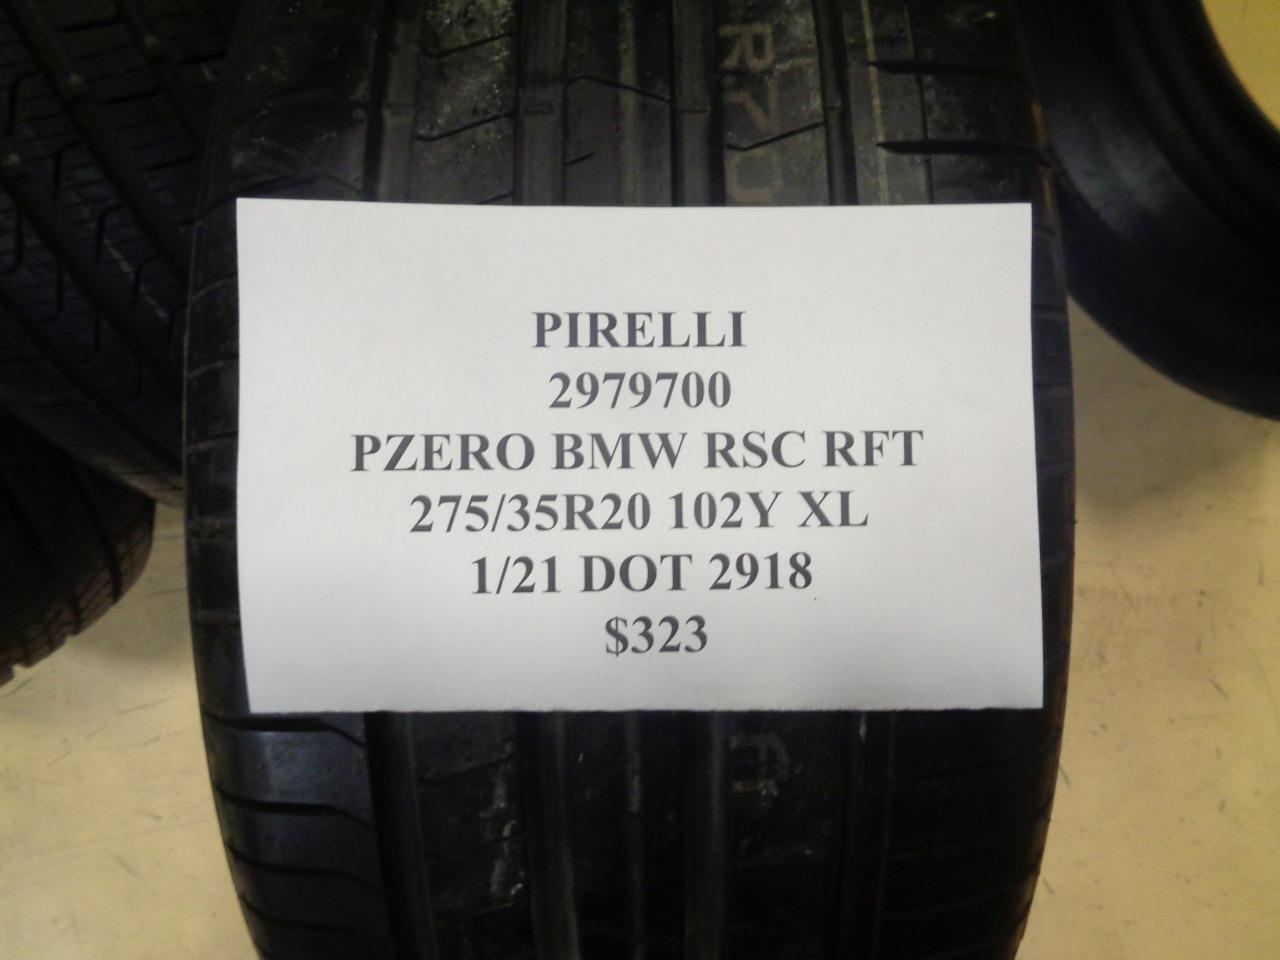 PIRELLI
2979700
PZERO BMW RSC RFT
275/35R20 102Y XL
1/21 DOT 2918
$323